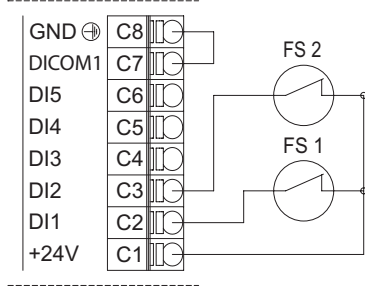 GND ⏚ C8
DICOM1 C7
DI5 C6
DI4 C5
DI3 C4
DI2 C3
DI1 C2
+24V C1
FS 2
FS 1